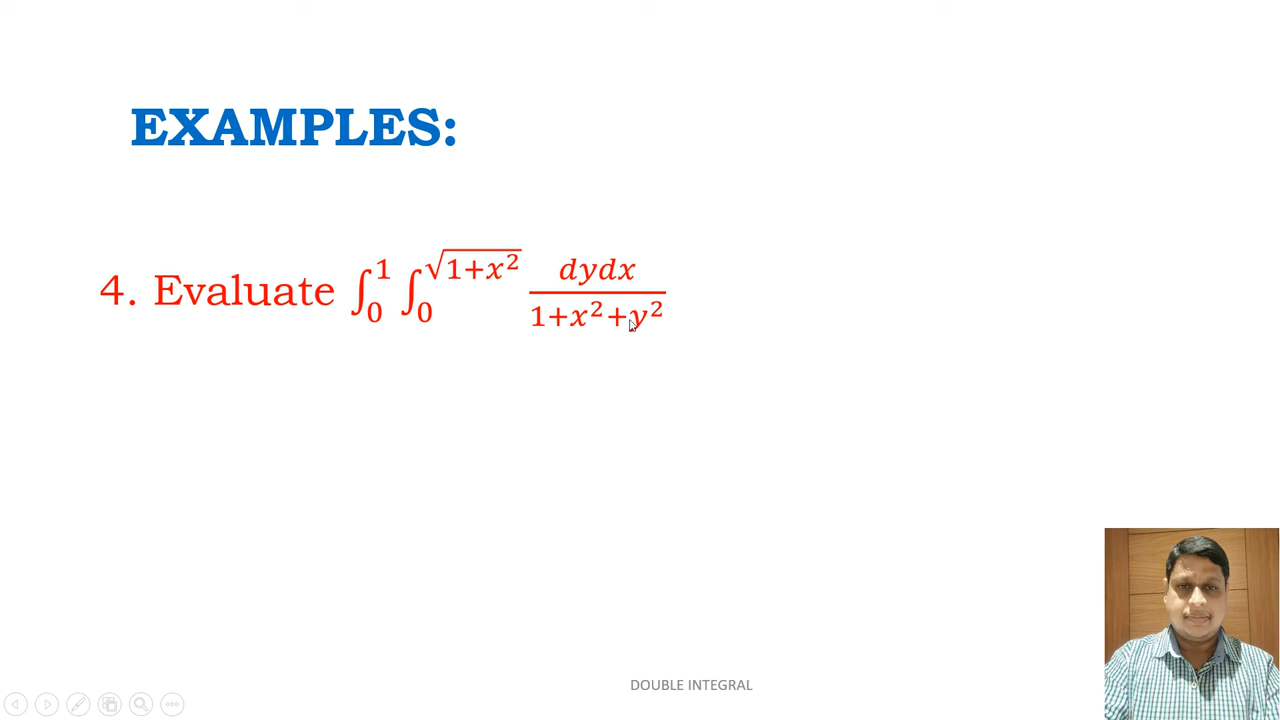 EXAMPLES:
4. Evaluate ∫₀¹ ∫₀^√(1+x²) dydx/(1+x²+y²)
DOUBLE INTEGRAL